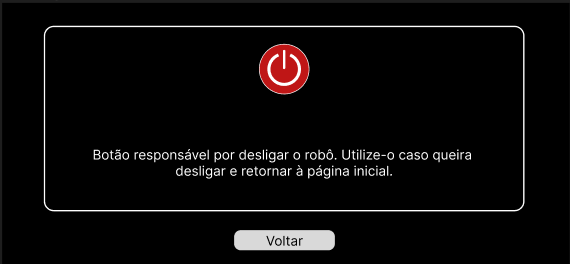 Botão responsável por desligar o robô. Utilize-o caso queira
desligar e retornar à página inicial.
Voltar